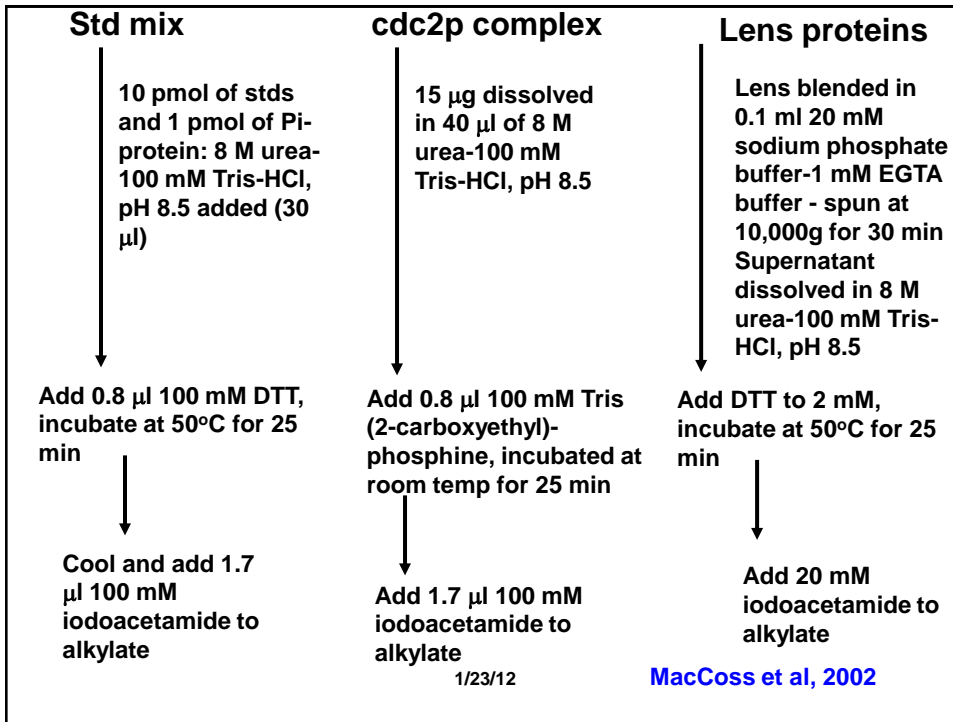 Std mix
10 pmol of stds
and 1 pmol of Pi-
protein: 8 M urea-
100 mM Tris-HCl,
pH 8.5 added (30
µl)
Add 0.8 µl 100 mM DTT,
incubate at 50oC for 25
min
Cool and add 1.7
µl 100 mM
iodoacetamide to
alkylate
cdc2p complex
15 µg dissolved
in 40 µl of 8 M
urea-100 mM
Tris-HCl, pH 8.5
Add 0.8 µl 100 mM Tris
(2-carboxyethyl)-
phosphine, incubated at
room temp for 25 min
Add 1.7 µl 100 mM
iodoacetamide to
alkylate
Lens proteins
Lens blended in
0.1 ml 20 mM
sodium phosphate
buffer-1 mM EGTA
buffer - spun at
10,000g for 30 min
Supernatant
dissolved in 8 M
urea-100 mM Tris-
HCl, pH 8.5
Add DTT to 2 mM,
incubate at 50oC for 25
min
Add 20 mM
iodoacetamide to
alkylate
1/23/12
MacCoss et al, 2002